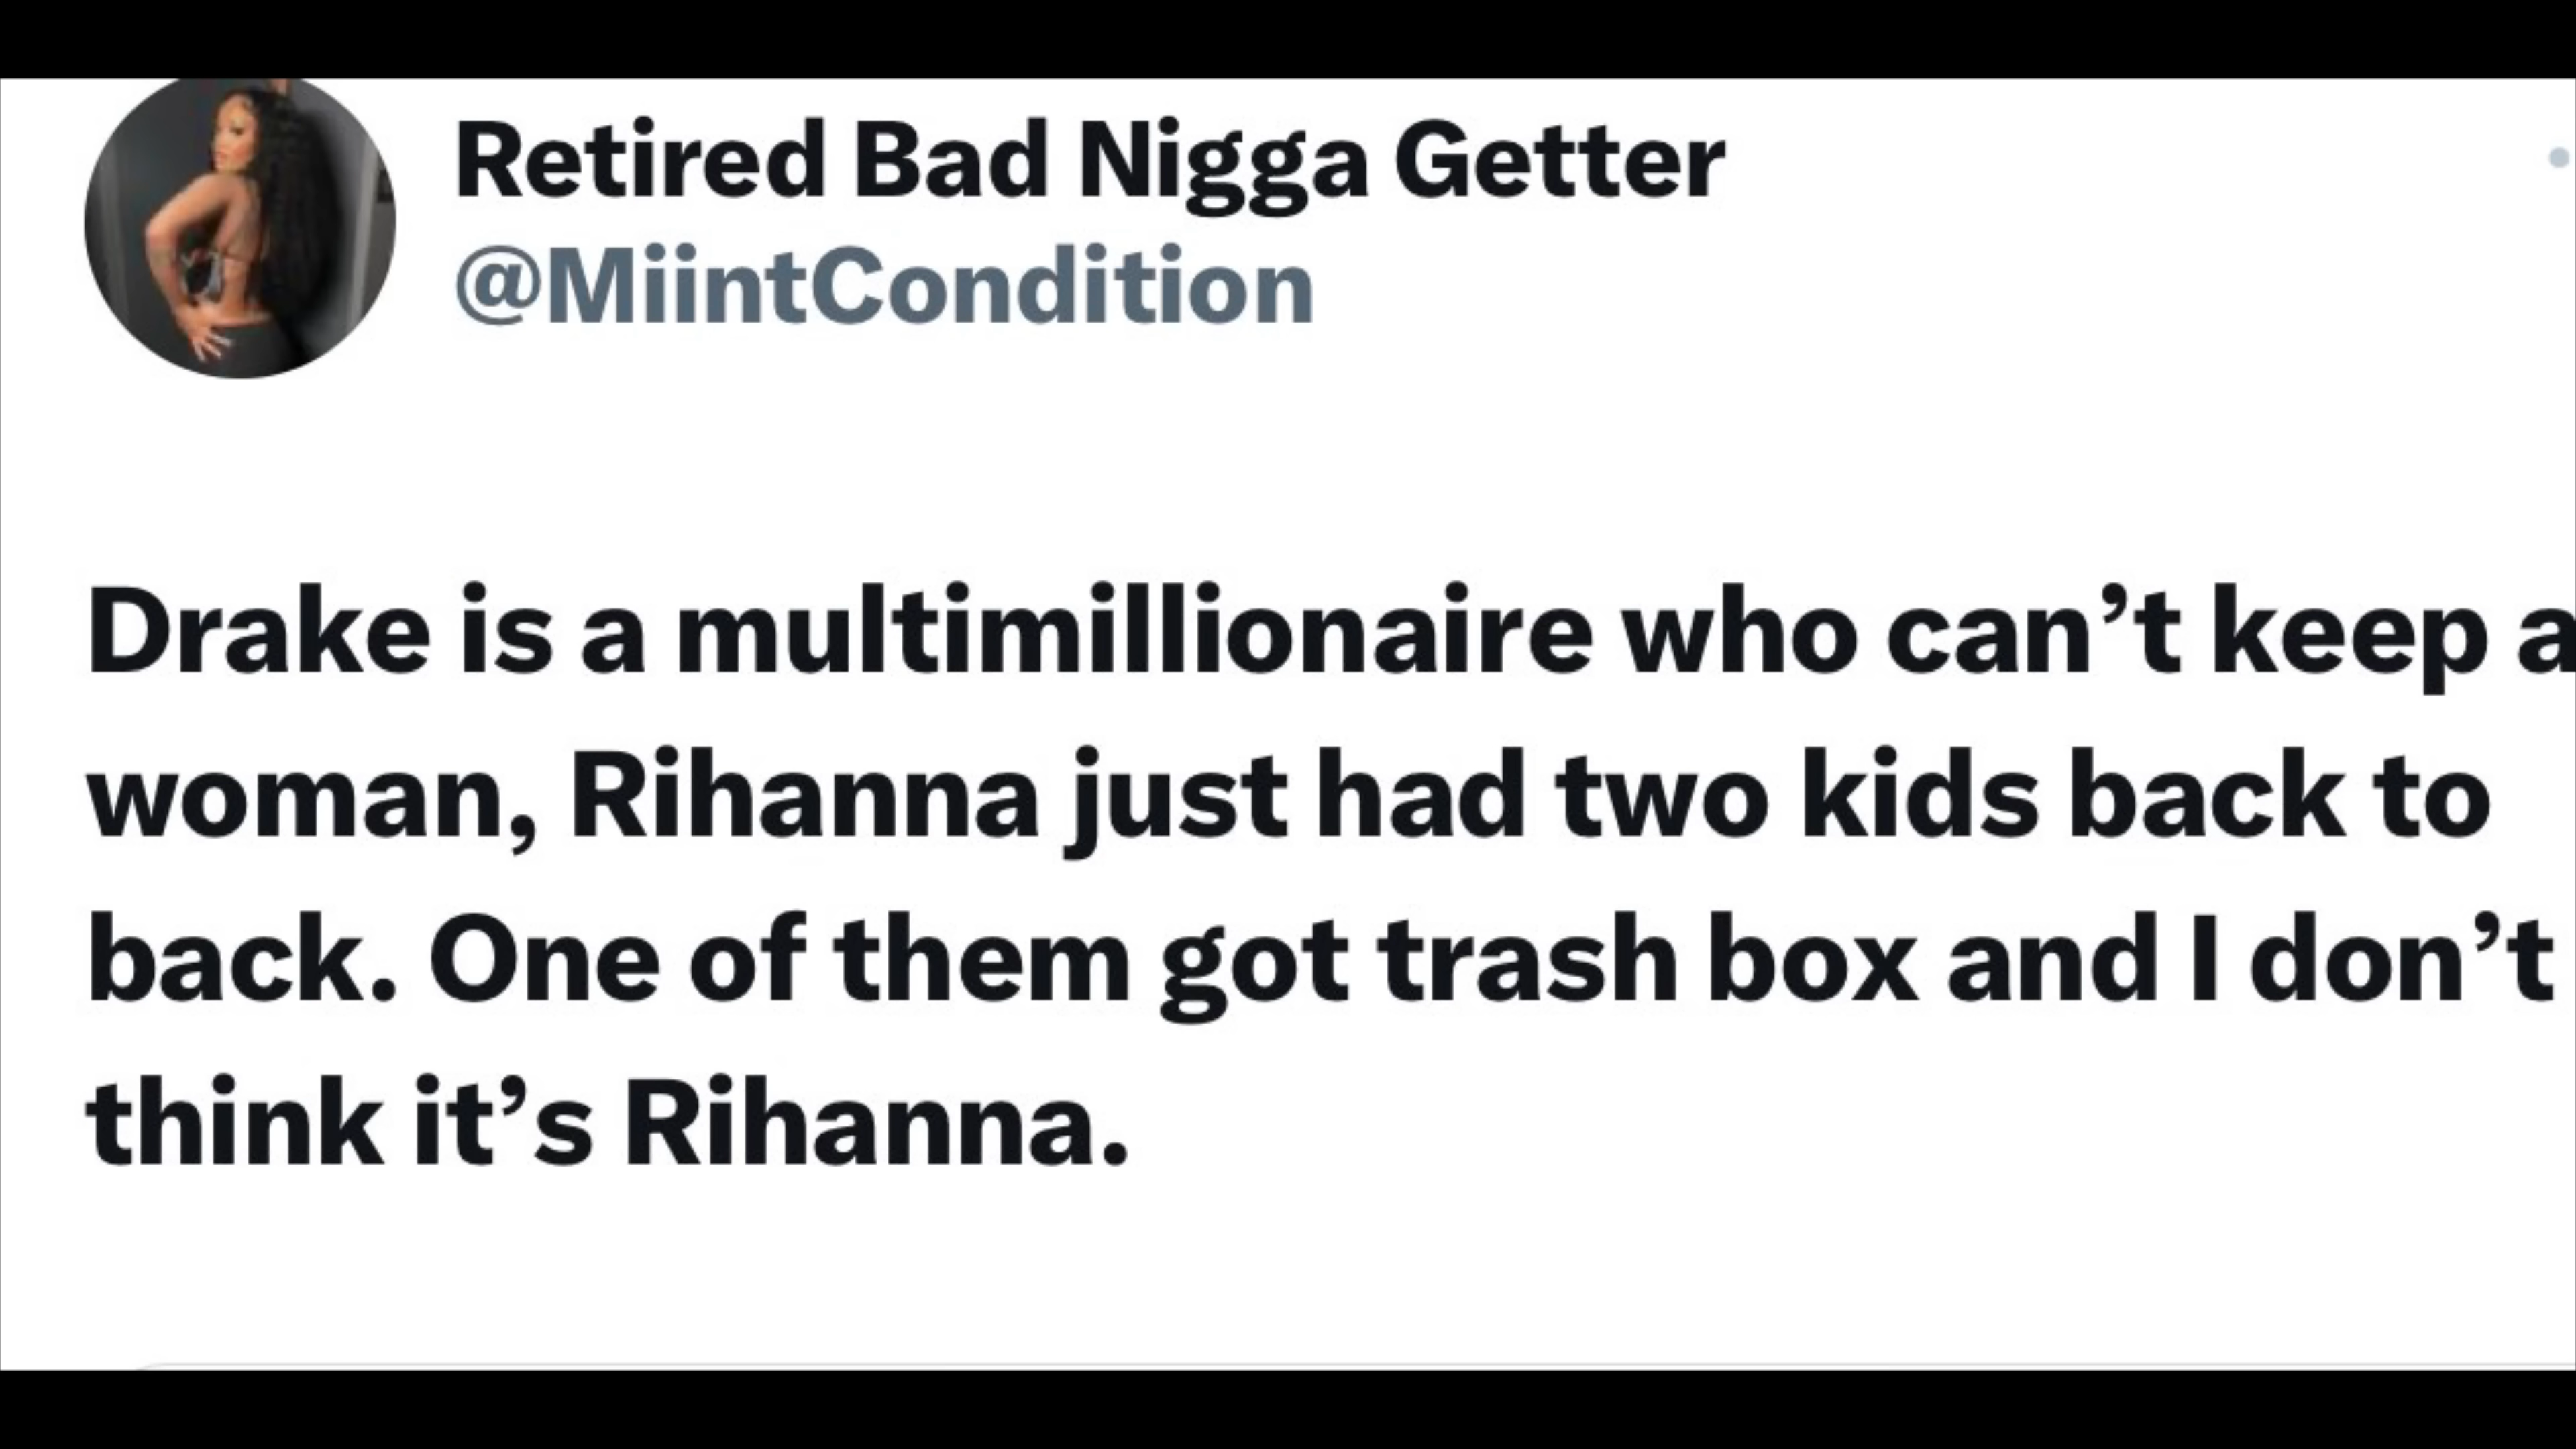 Retired Bad Nigga Getter
@MiintCondition
Drake is a multimillionaire who can’t keep a
woman, Rihanna just had two kids back to
back. One of them got trash box and I don’t
think it’s Rihanna.